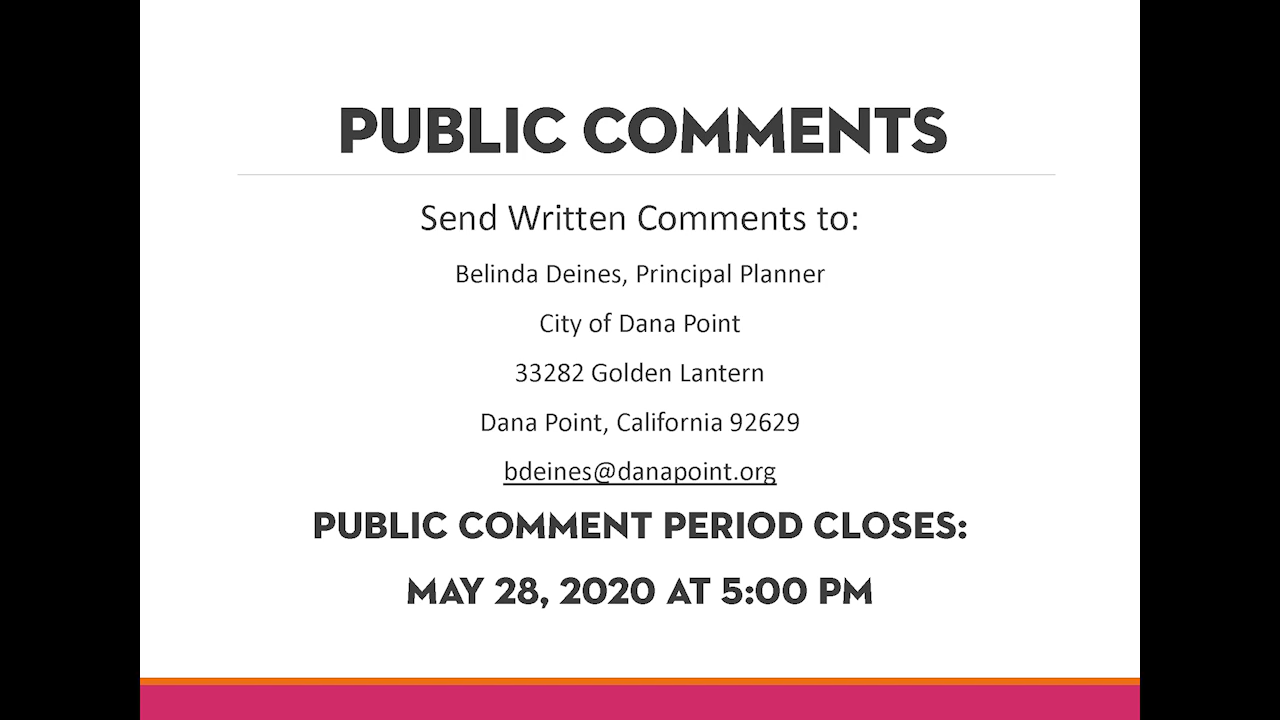 PUBLIC COMMENTS
Send Written Comments to:
Belinda Deines, Principal Planner
City of Dana Point
33282 Golden Lantern
Dana Point, California 92629
bdeines@danapoint.org
PUBLIC COMMENT PERIOD CLOSES:
MAY 28, 2020 AT 5:00 PM